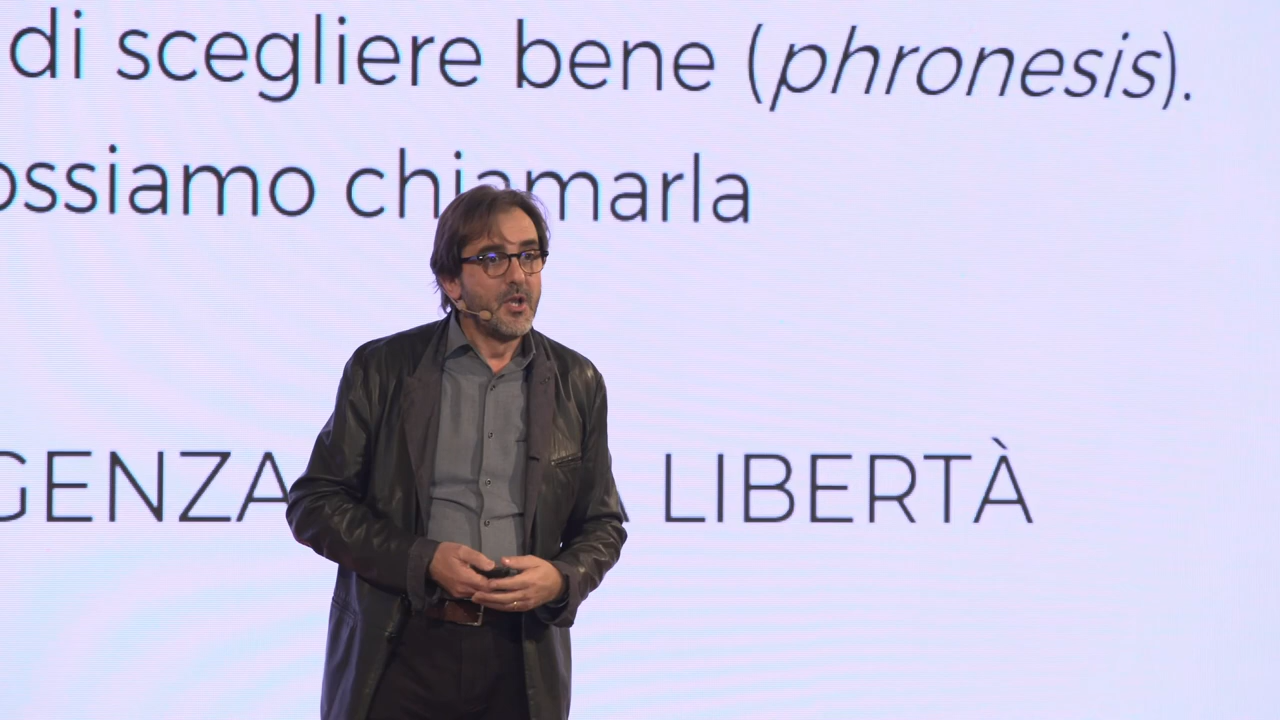 di scegliere bene (phronesis).
ossiamo chiamarla
GENZA LIBERTÀ